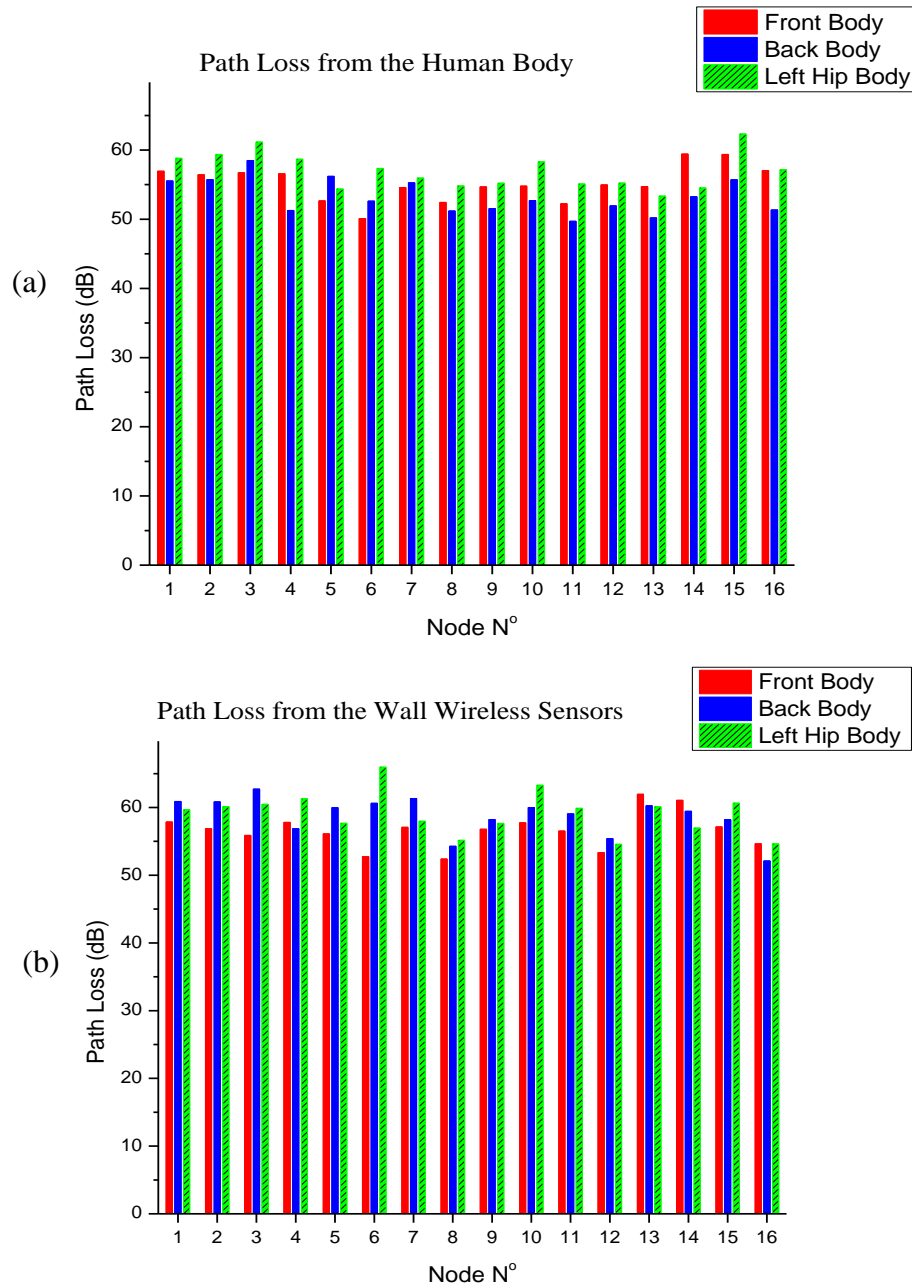 Front Body
Back Body
Left Hip Body
Path Loss from the Human Body
(a)
Path Loss (dB)
60
50
40
30
20
10
0
1 2 3 4 5 6 7 8 9 10 11 12 13 14 15 16
Node Nº
Front Body
Back Body
Left Hip Body
Path Loss from the Wall Wireless Sensors
(b)
Path Loss (dB)
60
50
40
30
20
10
0
1 2 3 4 5 6 7 8 9 10 11 12 13 14 15 16
Node Nº